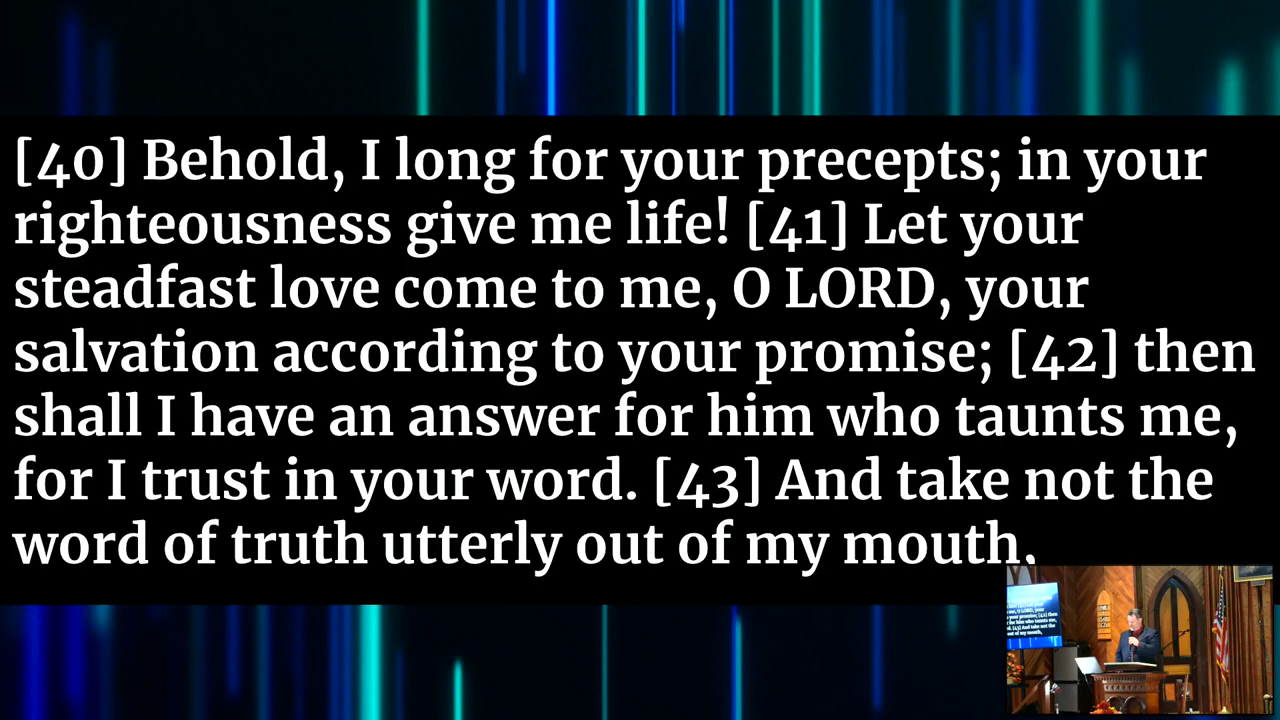 [40] Behold, I long for your precepts; in your
righteousness give me life! [41] Let your
steadfast love come to me, O LORD, your
salvation according to your promise; [42] then
shall I have an answer for him who taunts me,
for I trust in your word. [43] And take not the
word of truth utterly out of my mouth,